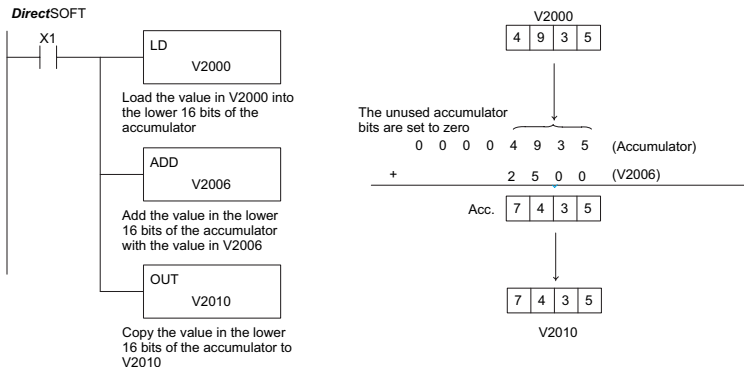 DirectSOFT
X1
LD
V2000
Load the value in V2000 into
the lower 16 bits of the
accumulator
ADD
V2006
Add the value in the lower
16 bits of the accumulator
with the value in V2006
OUT
V2010
Copy the value in the lower
16 bits of the accumulator to
V2010
V2000
4 9 3 5
The unused accumulator
bits are set to zero
0 0 0 0 4 9 3 5 (Accumulator)
+ 2 5 0 0 (V2006)
Acc. 7 4 3 5
7 4 3 5
V2010